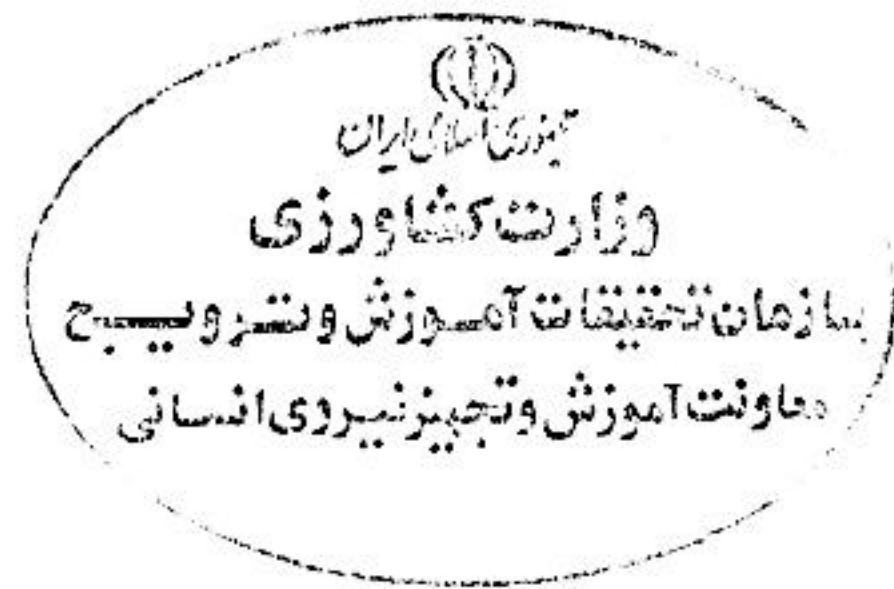 جمهوری اسلامی ایران
وزارت کشاورزی
سازمان تحقیقات آموزش و ترویج
معاونت آموزش و تجهیز نیروی انسانی